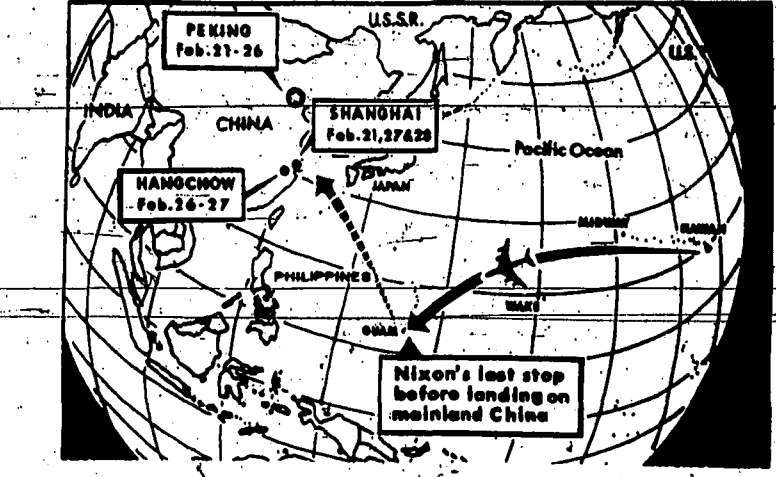 PEKING
Feb. 21-26
U.S.S.R.
U.S.
INDIA
CHINA
SHANGHAI
Feb. 21, 27&28
Pacific Ocean
HANGCHOW
Feb. 26-27
JAPAN
MIDWAY
HAWAII
PHILIPPINES
WAKE
GUAM
Nixon's last stop
before landing on
mainland China